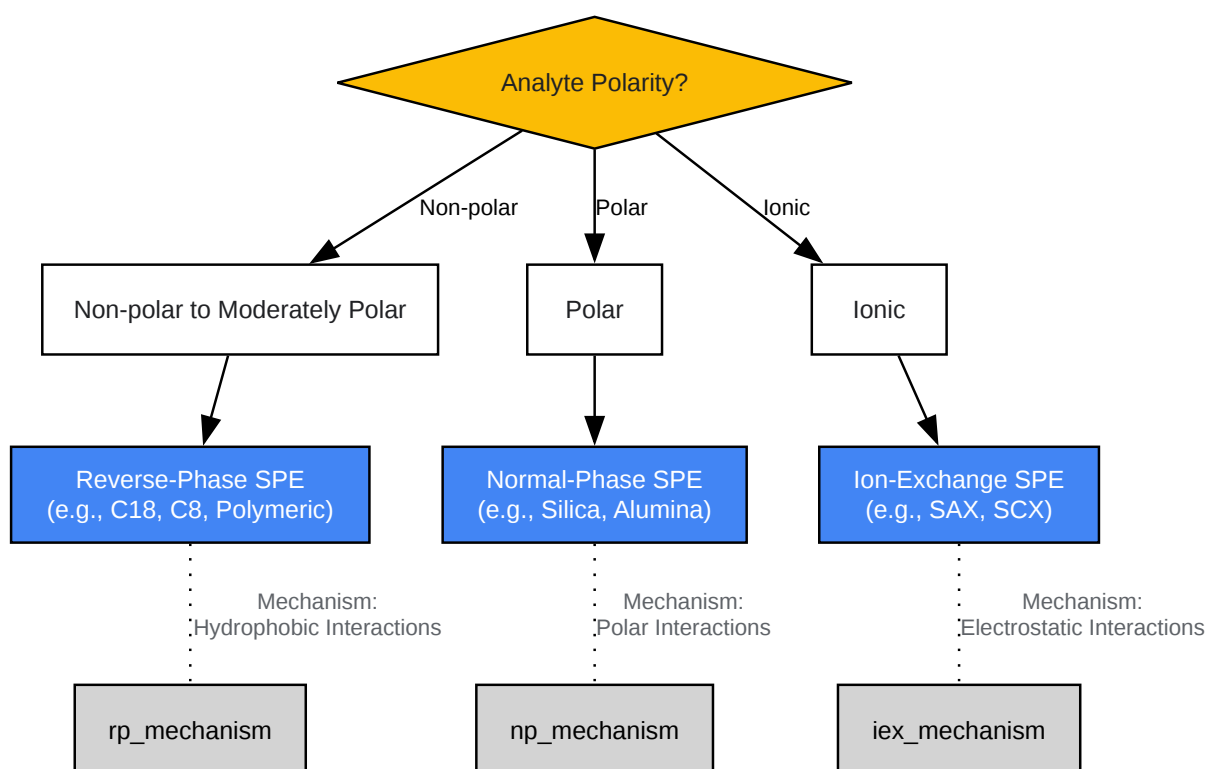 Analyte Polarity?
Non-polar
Polar
Ionic
Non-polar to Moderately Polar
Polar
Ionic
Reverse-Phase SPE
(e.g., C18, C8, Polymeric)
Normal-Phase SPE
(e.g., Silica, Alumina)
Ion-Exchange SPE
(e.g., SAX, SCX)
Mechanism:
Hydrophobic Interactions
Mechanism:
Polar Interactions
Mechanism:
Electrostatic Interactions
rp_mechanism
np_mechanism
iex_mechanism